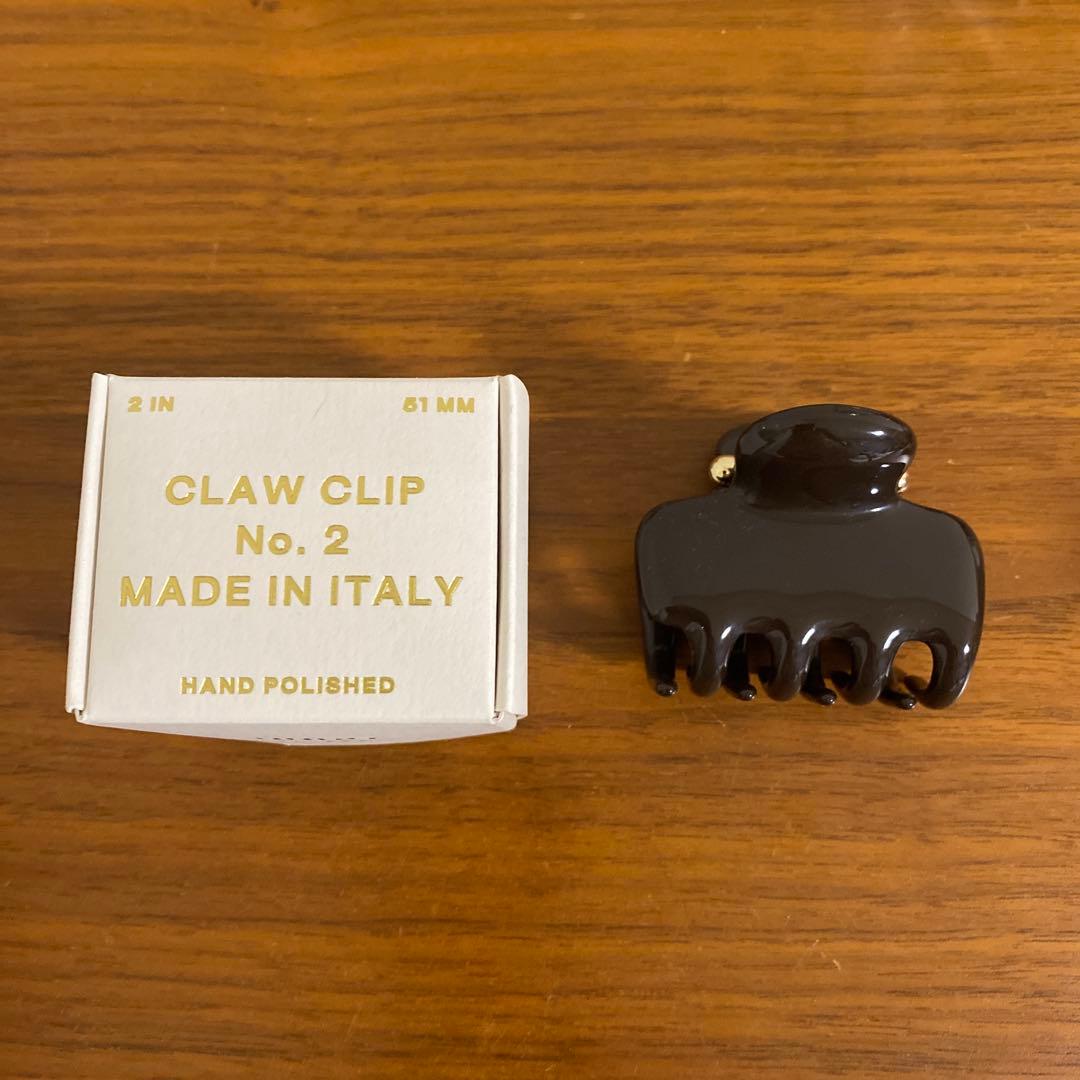 2 IN 51 MM
CLAW CLIP
No. 2
MADE IN ITALY
HAND POLISHED